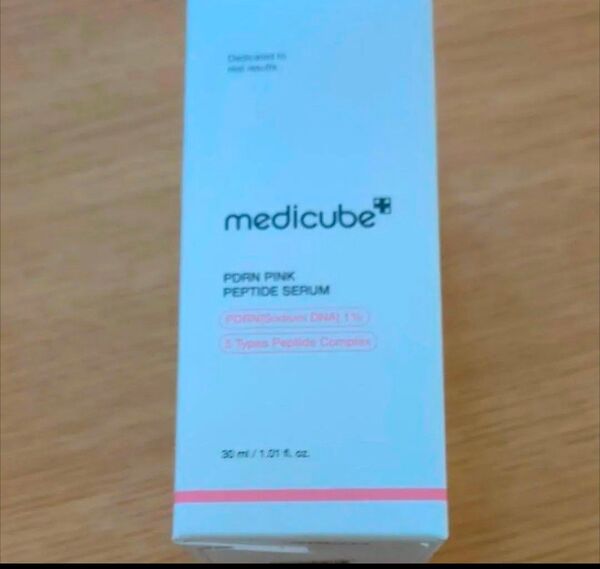 Dedicated to
real results
medicube
PDRN PINK
PEPTIDE SERUM
PDRN[Sodium DNA] 1%
5 Types Peptide Complex
30 ml / 1.01 fl. oz.